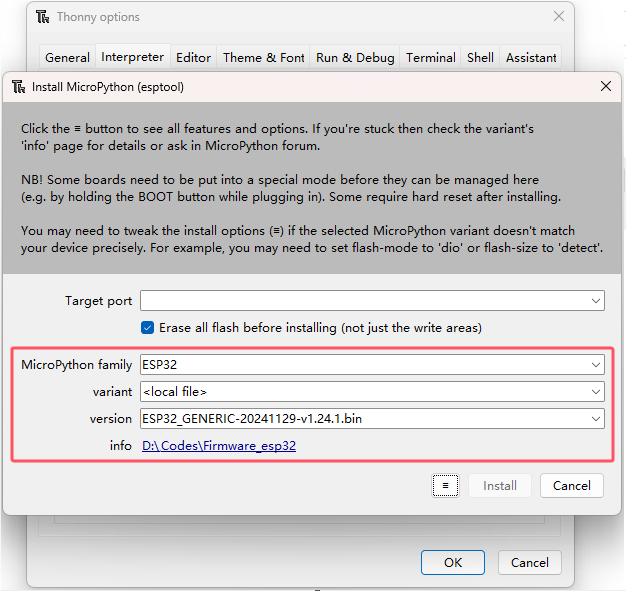 Thonny options
General Interpreter Editor Theme & Font Run & Debug Terminal Shell Assistant
Install MicroPython (esptool)
Click the ≡ button to see all features and options. If you're stuck then check the variant's
'info' page for details or ask in MicroPython forum.
NB! Some boards need to be put into a special mode before they can be managed here
(e.g. by holding the BOOT button while plugging in). Some require hard reset after installing.
You may need to tweak the install options (≡) if the selected MicroPython variant doesn't match
your device precisely. For example, you may need to set flash-mode to 'dio' or flash-size to 'detect'.
Target port
Erase all flash before installing (not just the write areas)
MicroPython family ESP32
variant <local file>
version ESP32_GENERIC-20241129-v1.24.1.bin
info D:\Codes\Firmware_esp32
≡ Install Cancel
OK Cancel